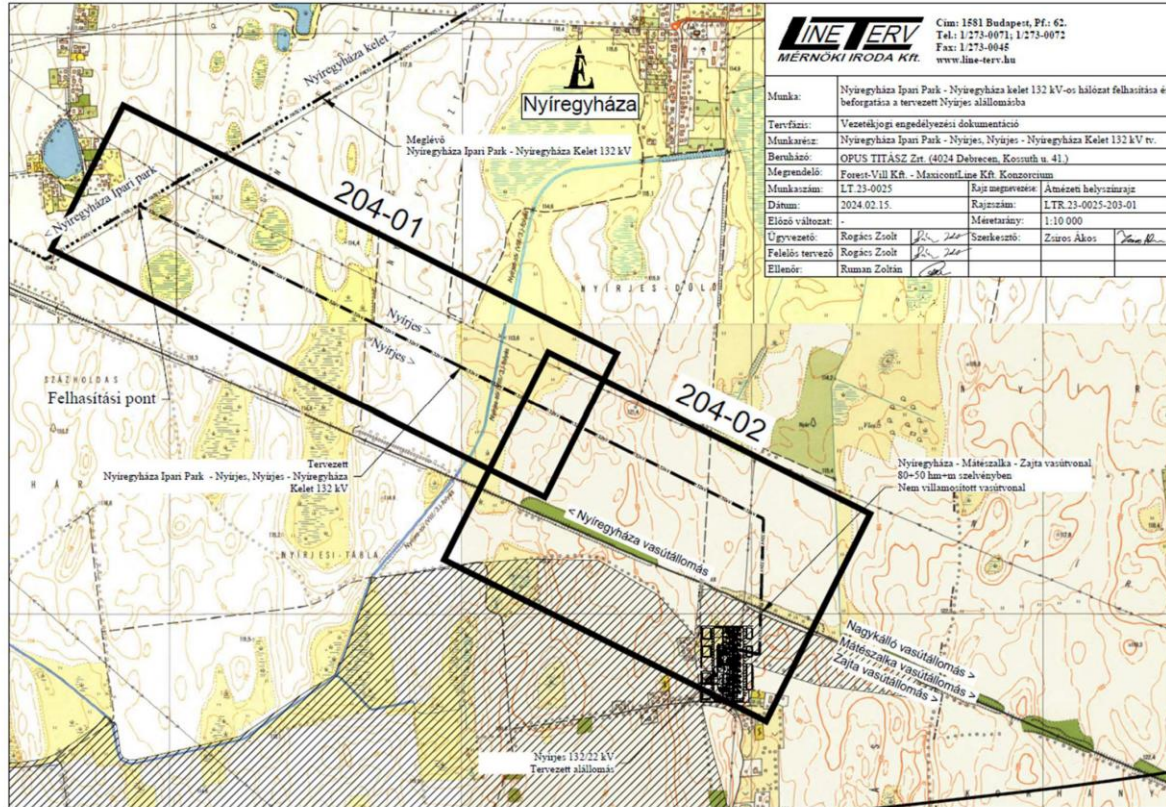 LINE TERV
MÉRNÖKI IRODA Kft.
Cím: 1581 Budapest, Pf.: 62.
Tel.: 1/273-0071; 1/273-0072
Fax: 1/273-0045
www.line-terv.hu
Munka: Nyíregyháza Ipari Park - Nyíregyháza kelet 132 kV-os hálózat felhasítása és
beforgatása a tervezett Nyírjes alállomásba
Tervfázis: Vezetékjogi engedélyezési dokumentáció
Munkarész: Nyíregyháza Ipari Park - Nyírjes, Nyírjes - Nyíregyháza Kelet 132 kV tv.
Beruházó: OPUS TITÁSZ Zrt. (4024 Debrecen, Kossuth u. 41.)
Megrendelő: Forest-Vill Kft. - MaxicontLine Kft. Konzorcium
Munkaszám: LT.23-0025 Rajz megnevezése: Átnézeti helyszínrajz
Dátum: 2024.02.15. Rajzszám: LTR.23-0025-203-01
Előző változat: - Méretarány: 1:10 000
Ügyvezető: Rogács Zsolt Szerkesztő: Zsiros Ákos
Felelős tervező Rogács Zsolt
Ellenőr: Ruman Zoltán
Nyíregyháza kelet >
É
Nyíregyháza
Meglévő
Nyíregyháza Ipari Park - Nyíregyháza Kelet 132 kV
< Nyíregyháza Ipari park
204-01
NYÍRJES-DŰLŐ
Nyírjes >
<Nyírjes >
SZÁZHOLDAS
Felhasítási pont
204-02
Tervezett
Nyíregyháza Ipari Park - Nyírjes, Nyírjes - Nyíregyháza
Kelet 132 kV
Nyíregyháza - Mátészalka - Zajta vasútvonal
80+50 hm+m szelvényben
Nem villamosított vasútvonal
< Nyíregyháza vasútállomás
NYÍRJESI-TÁBLA
Nagykálló vasútállomás >
Mátészalka vasútállomás >
Zajta vasútállomás >
Nyírjes 132/22 kV
Tervezett alállomás